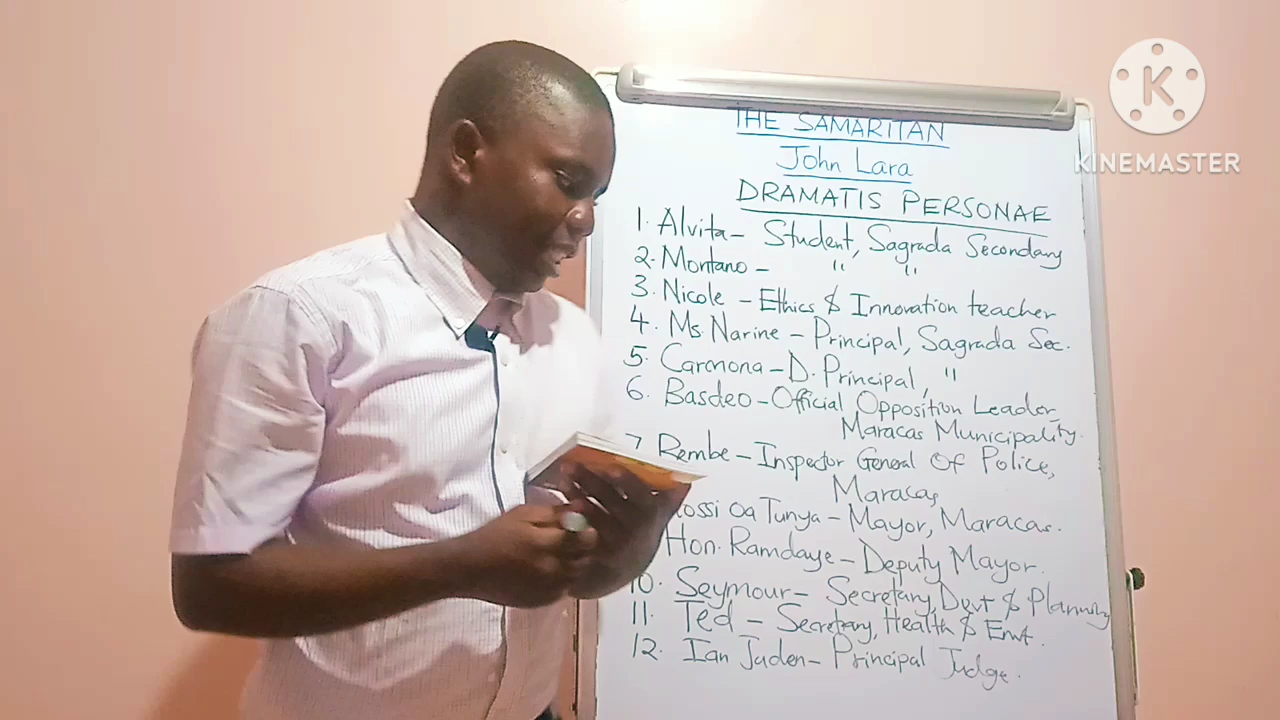 THE SAMARITAN
John Lara
DRAMATIS PERSONAE
1. Alvita - Student, Sagrada Secondary
2. Montano - " "
3. Nicole - Ethics & Innovation teacher
4. Ms. Narine - Principal, Sagrada Sec.
5. Carmona - D. Principal, "
6. Basdeo - Official Opposition Leader,
Maracas Municipality.
7 Rembe - Inspector General Of Police,
Maracas,
ossi oa Tunya - Mayor, Maracas.
Hon. Ramdaye - Deputy Mayor.
10. Seymour - Secretary, Dvvt & Planning
11. Ted - Secretary, Health & Envt.
12. Ian Juden - Principal Judge.
K
KINEMASTER